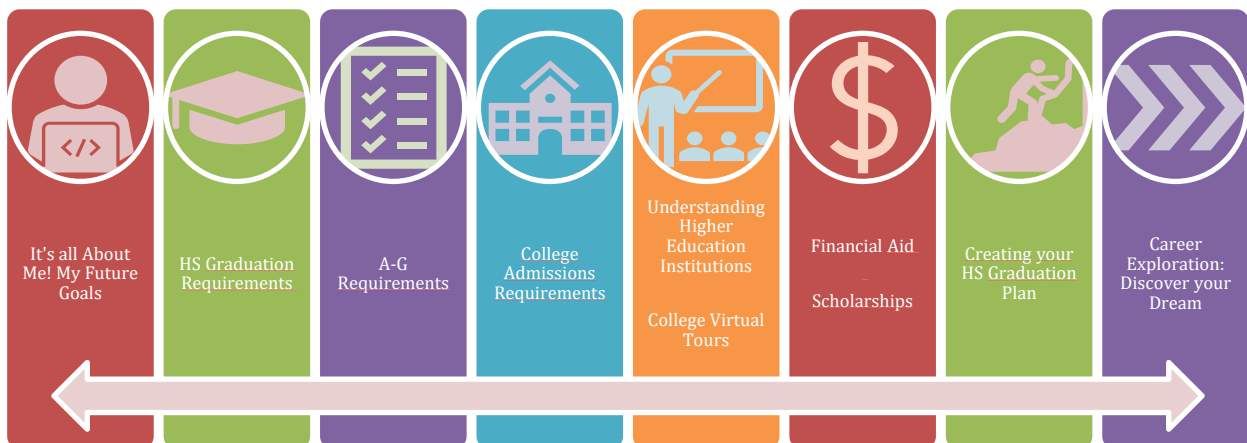 It's all About
Me! My Future
Goals
HS Graduation
Requirements
A-G
Requirements
College
Admissions
Requirements
Understanding
Higher
Education
Institutions
College Virtual
Tours
Financial Aid
Scholarships
Creating your
HS Graduation
Plan
Career
Exploration:
Discover your
Dream